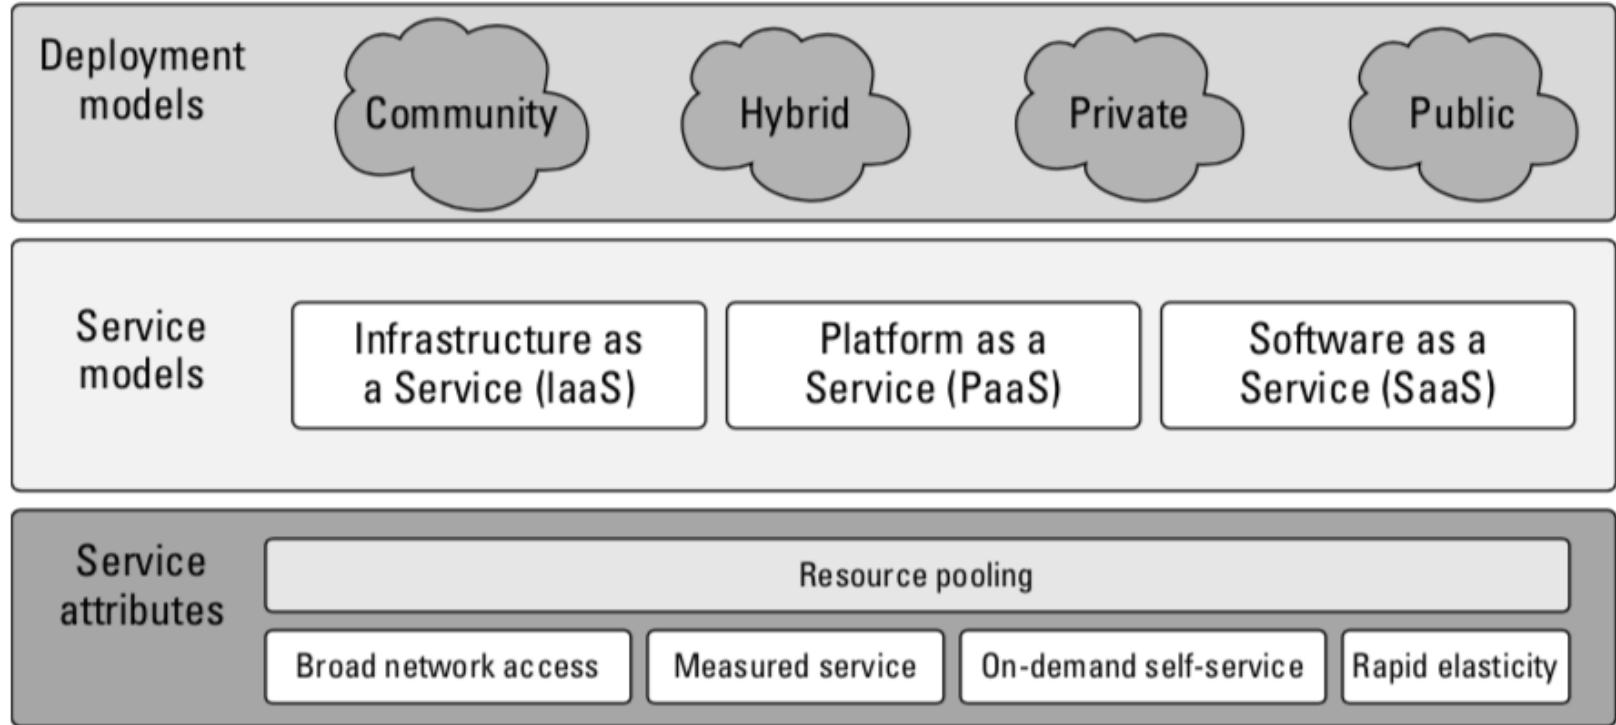 Deployment
models
Community
Hybrid
Private
Public
Service
models
Infrastructure as
a Service (IaaS)
Platform as a
Service (PaaS)
Software as a
Service (SaaS)
Service
attributes
Resource pooling
Broad network access
Measured service
On-demand self-service
Rapid elasticity